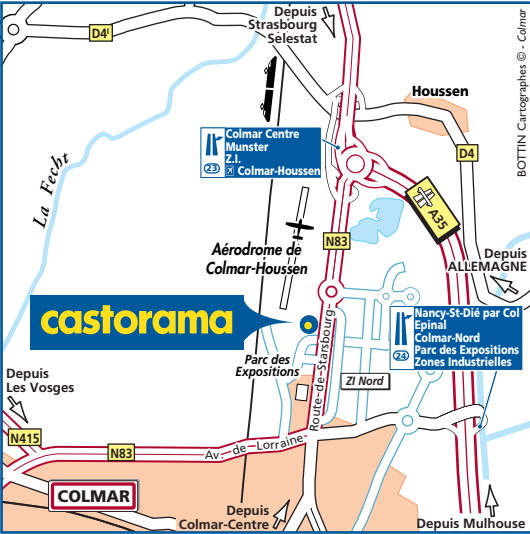 Depuis
Strasbourg
Sélestat
BOTTIN Cartographes © - Colmar
D4I
Houssen
Colmar Centre
Munster
Z.I.
Colmar-Houssen
23
D4
La Fecht
A35
N83
Aérodrome de
Colmar-Houssen
Depuis
ALLEMAGNE
castorama
Nancy-St-Dié par Col
Epinal
Colmar-Nord
Parc des Expositions
Zones Industrielles
24
Parc des
Expositions
Route-de-Starsbourg
ZI Nord
Depuis
Les Vosges
N415
N83
Av. de Lorraine
COLMAR
Depuis
Colmar-Centre
Depuis Mulhouse